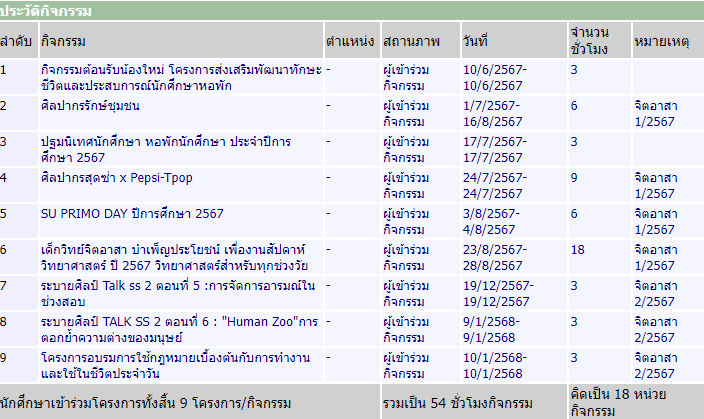 ประวัติกิจกรรม
ลำดับ กิจกรรม ตำแหน่ง สถานภาพ วันที่ จำนวนชั่วโมง หมายเหตุ
1 กิจกรรมต้อนรับน้องใหม่ โครงการส่งเสริมพัฒนาทักษะ - ผู้เข้าร่วม 10/6/2567- 3
ชีวิตและประสบการณ์นักศึกษาหอพัก กิจกรรม 10/6/2567
2 ศิลปากรรักษ์ชุมชน - ผู้เข้าร่วม 1/7/2567- 6 จิตอาสา
กิจกรรม 16/8/2567 1/2567
3 ปฐมนิเทศนักศึกษา หอพักนักศึกษา ประจำปีการ - ผู้เข้าร่วม 17/7/2567- 3
ศึกษา 2567 กิจกรรม 17/7/2567
4 ศิลปากรสุดซ่า x Pepsi-Tpop - ผู้เข้าร่วม 24/7/2567- 9 จิตอาสา
กิจกรรม 24/7/2567 1/2567
5 SU PRIMO DAY ปีการศึกษา 2567 - ผู้เข้าร่วม 3/8/2567- 6 จิตอาสา
กิจกรรม 4/8/2567 1/2567
6 เด็กวิทย์จิตอาสา บำเพ็ญประโยชน์ เพื่องานสัปดาห์ - ผู้เข้าร่วม 23/8/2567- 18 จิตอาสา
วิทยาศาสตร์ ปี 2567 วิทยาศาสตร์สำหรับทุกช่วงวัย กิจกรรม 28/8/2567 1/2567
7 ระบายศิลป์ Talk ss 2 ตอนที่ 5 :การจัดการอารมณ์ใน - ผู้เข้าร่วม 19/12/2567- 3 จิตอาสา
ช่วงสอบ กิจกรรม 19/12/2567 2/2567
8 ระบายศิลป์ TALK SS 2 ตอนที่ 6 : "Human Zoo"การ - ผู้เข้าร่วม 9/1/2568- 3 จิตอาสา
ตอกย้ำความต่างของมนุษย์ กิจกรรม 9/1/2568 2/2567
9 โครงการอบรมการใช้กฎหมายเบื้องต้นกับการทำงาน - ผู้เข้าร่วม 10/1/2568- 3 จิตอาสา
และใช้ในชีวิตประจำวัน กิจกรรม 10/1/2568 2/2567
นักศึกษาเข้าร่วมโครงการทั้งสิ้น 9 โครงการ/กิจกรรม รวมเป็น 54 ชั่วโมงกิจกรรม คิดเป็น 18 หน่วย
กิจกรรม